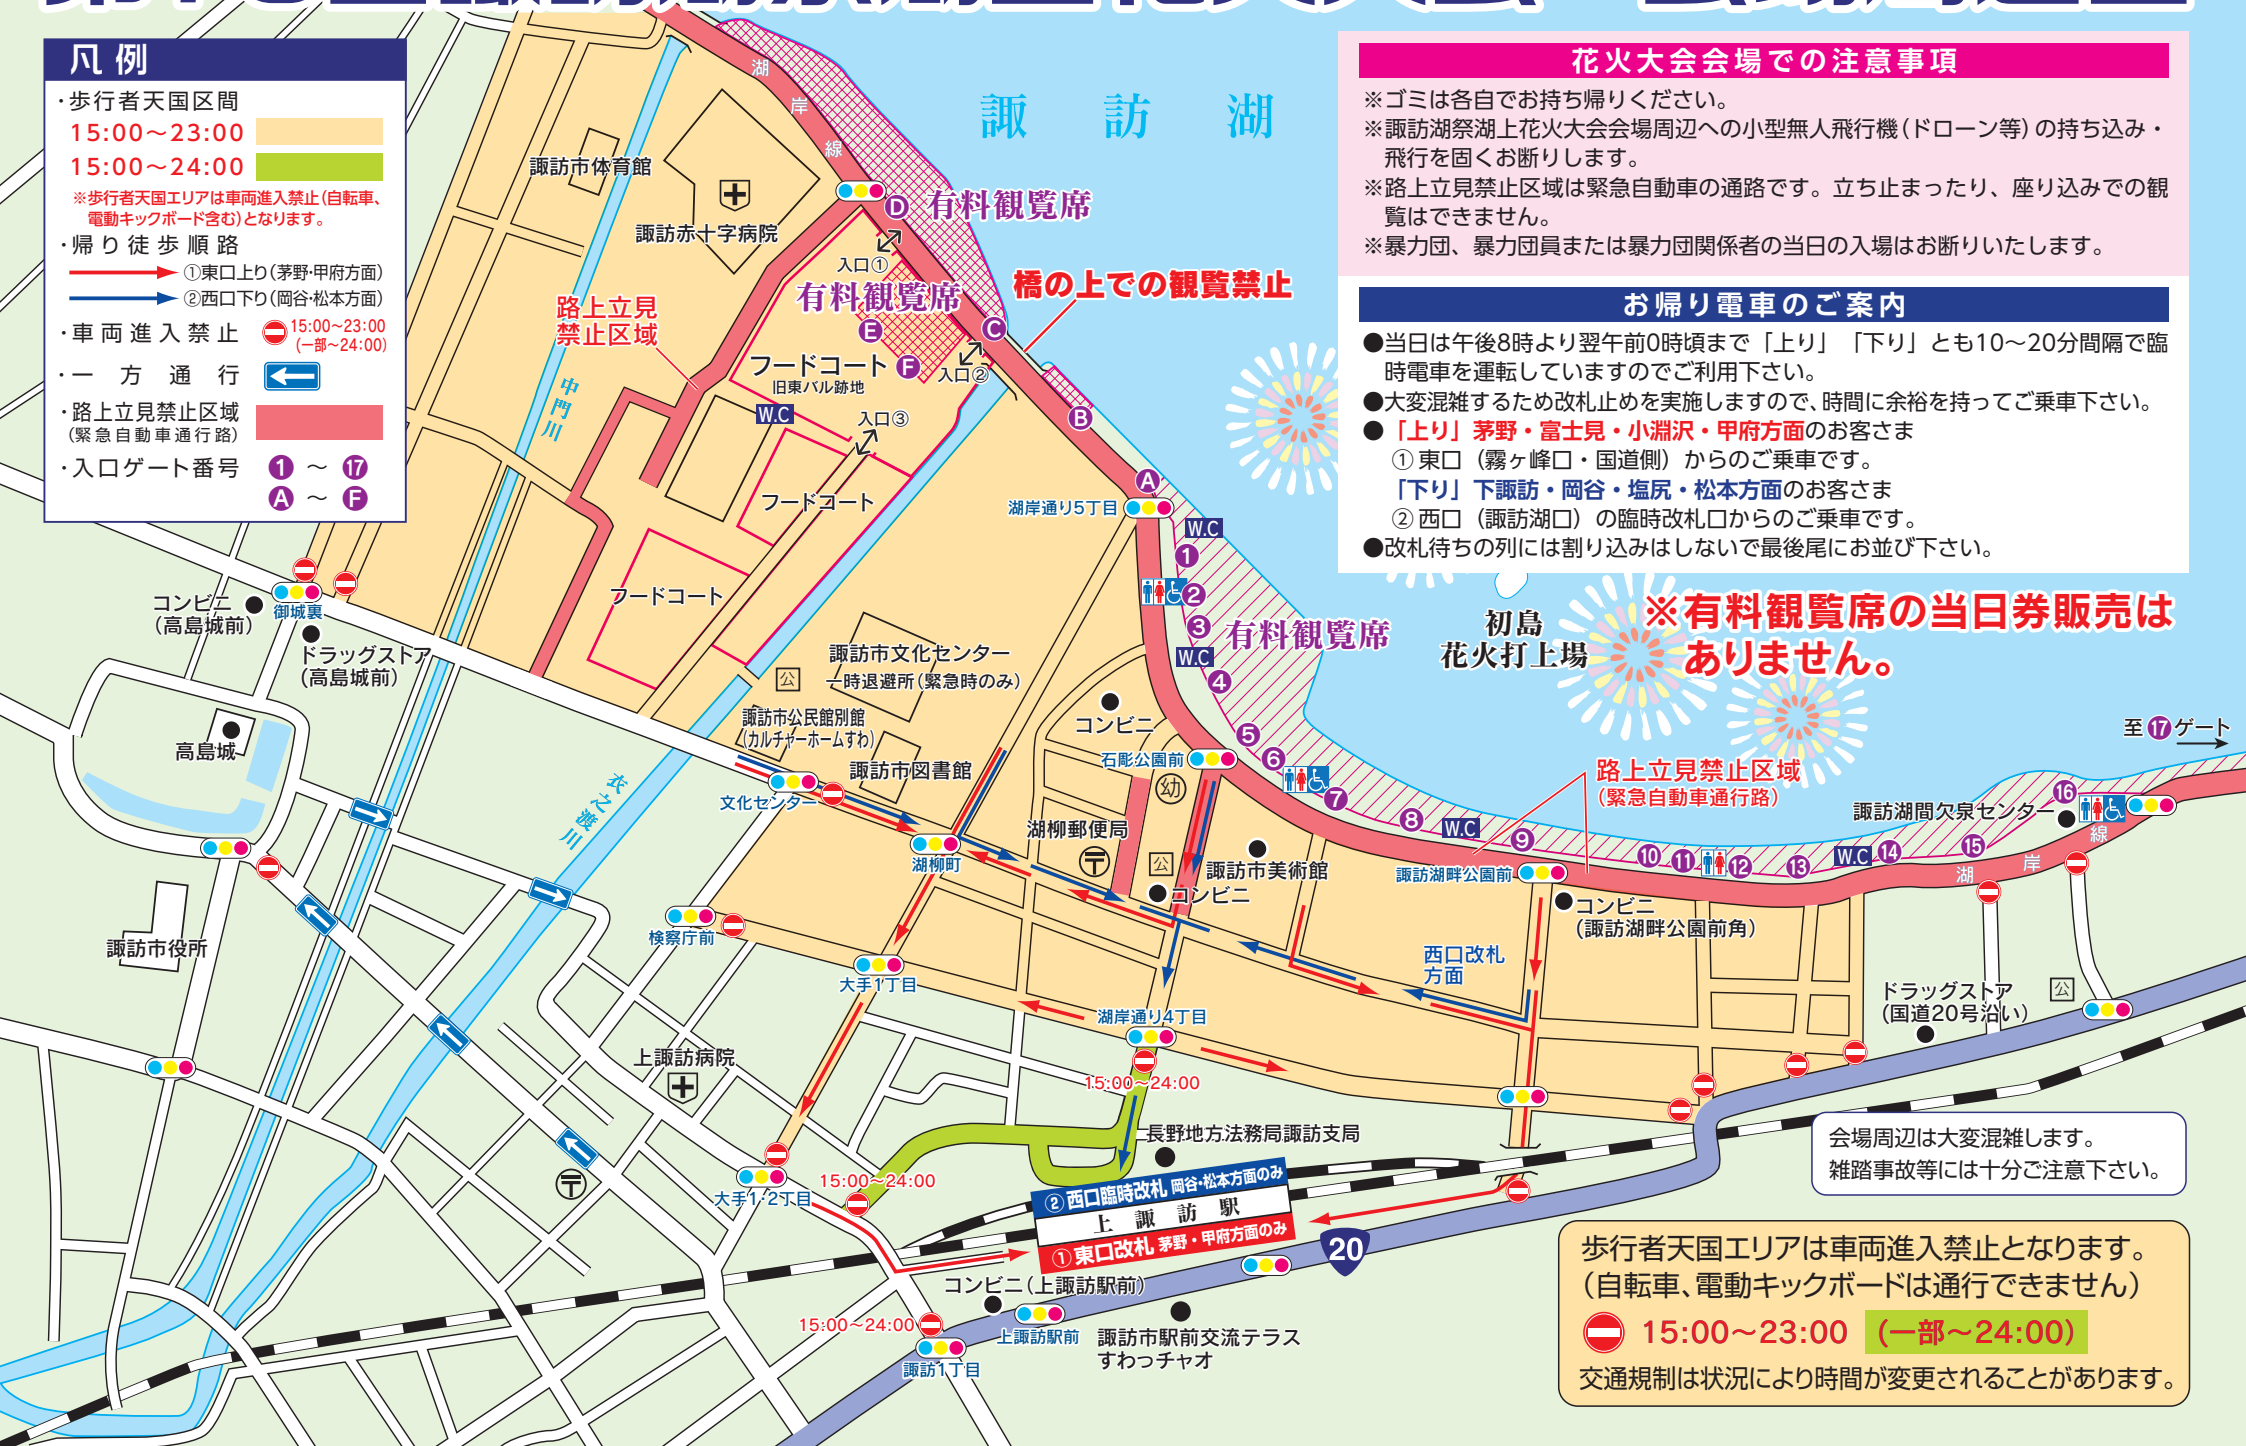 凡例
・歩行者天国区間
15:00～23:00
15:00～24:00
※歩行者天国エリアは車両進入禁止(自転車、
電動キックボード含む)となります。
・帰り徒歩順路
①東口上り(茅野・甲府方面)
②西口下り(岡谷・松本方面)
・車両進入禁止
15:00～23:00
(一部～24:00)
・一方通行
・路上立見禁止区域
(緊急自動車通行路)
・入口ゲート番号
1 ～ 17
A ～ F
花火大会会場での注意事項
※ゴミは各自でお持ち帰りください。
※諏訪湖祭湖上花火大会会場周辺への小型無人飛行機(ドローン等)の持ち込み・
飛行を固くお断りします。
※路上立見禁止区域は緊急自動車の通路です。立ち止まったり、座り込みでの観
覧はできません。
※暴力団、暴力団員または暴力団関係者の当日の入場はお断りいたします。
お帰り電車のご案内
●当日は午後8時より翌午前0時頃まで「上り」「下り」とも10～20分間隔で臨
時電車を運転していますのでご利用下さい。
●大変混雑するため改札止めを実施しますので、時間に余裕を持ってご乗車下さい。
●「上り」茅野・富士見・小淵沢・甲府方面のお客さま
①東口（霧ヶ峰口・国道側）からのご乗車です。
「下り」下諏訪・岡谷・塩尻・松本方面のお客さま
②西口（諏訪湖口）の臨時改札口からのご乗車です。
●改札待ちの列には割り込みはしないで最後尾にお並び下さい。
諏訪湖
湖岸線
諏訪市体育館
諏訪赤十字病院
D
有料観覧席
入口①
有料観覧席
橋の上での観覧禁止
路上立見
禁止区域
E
C
フードコート
旧東バル跡地
F
入口②
中門川
W.C
入口③
B
フードコート
A
湖岸通り5丁目
W.C
1
2
3
有料観覧席
W.C
4
5
6
7
8
W.C
9
10
11
12
13
W.C
14
15
16
フードコート
コンビニ
(高島城前)
御城裏
ドラッグストア
(高島城前)
高島城
初島
花火打上場
※有料観覧席の当日券販売は
ありません。
至17ゲート
諏訪市文化センター
一時退避所(緊急時のみ)
公
諏訪市公民館別館
(カルチャーホームすわ)
諏訪市図書館
文化センター
衣之渡川
コンビニ
石彫公園前
幼
湖柳郵便局
湖柳町
公
諏訪市美術館
コンビニ
路上立見禁止区域
(緊急自動車通行路)
諏訪湖畔公園前
コンビニ
(諏訪湖畔公園前角)
諏訪湖間欠泉センター
湖岸線
西口改札
方面
ドラッグストア
(国道20号沿い)
公
諏訪市役所
検察庁前
大手1丁目
湖岸通り4丁目
15:00～24:00
上諏訪病院
長野地方法務局諏訪支局
大手1・2丁目
15:00～24:00
②西口臨時改札 岡谷・松本方面のみ
上諏訪駅
①東口改札 茅野・甲府方面のみ
20
コンビニ(上諏訪駅前)
15:00～24:00
上諏訪駅前
諏訪1丁目
諏訪市駅前交流テラス
すわっチャオ
会場周辺は大変混雑します。
雑踏事故等には十分ご注意下さい。
歩行者天国エリアは車両進入禁止となります。
(自転車、電動キックボードは通行できません)
15:00～23:00 (一部～24:00)
交通規制は状況により時間が変更されることがあります。